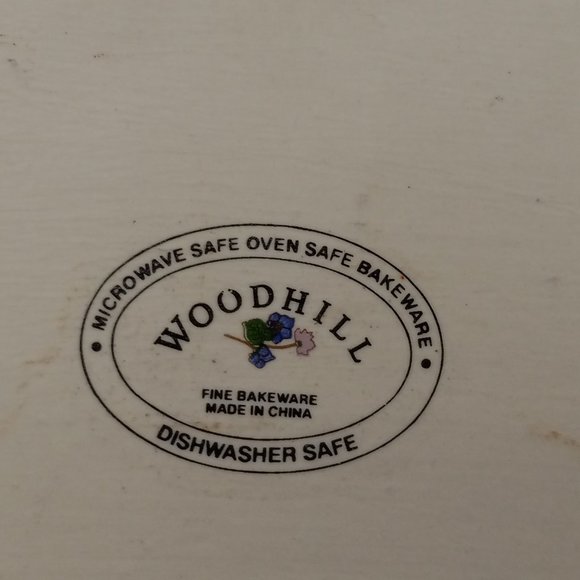 • MICROWAVE SAFE OVEN SAFE BAKEWARE •
WOODHILL
FINE BAKEWARE
MADE IN CHINA
DISHWASHER SAFE